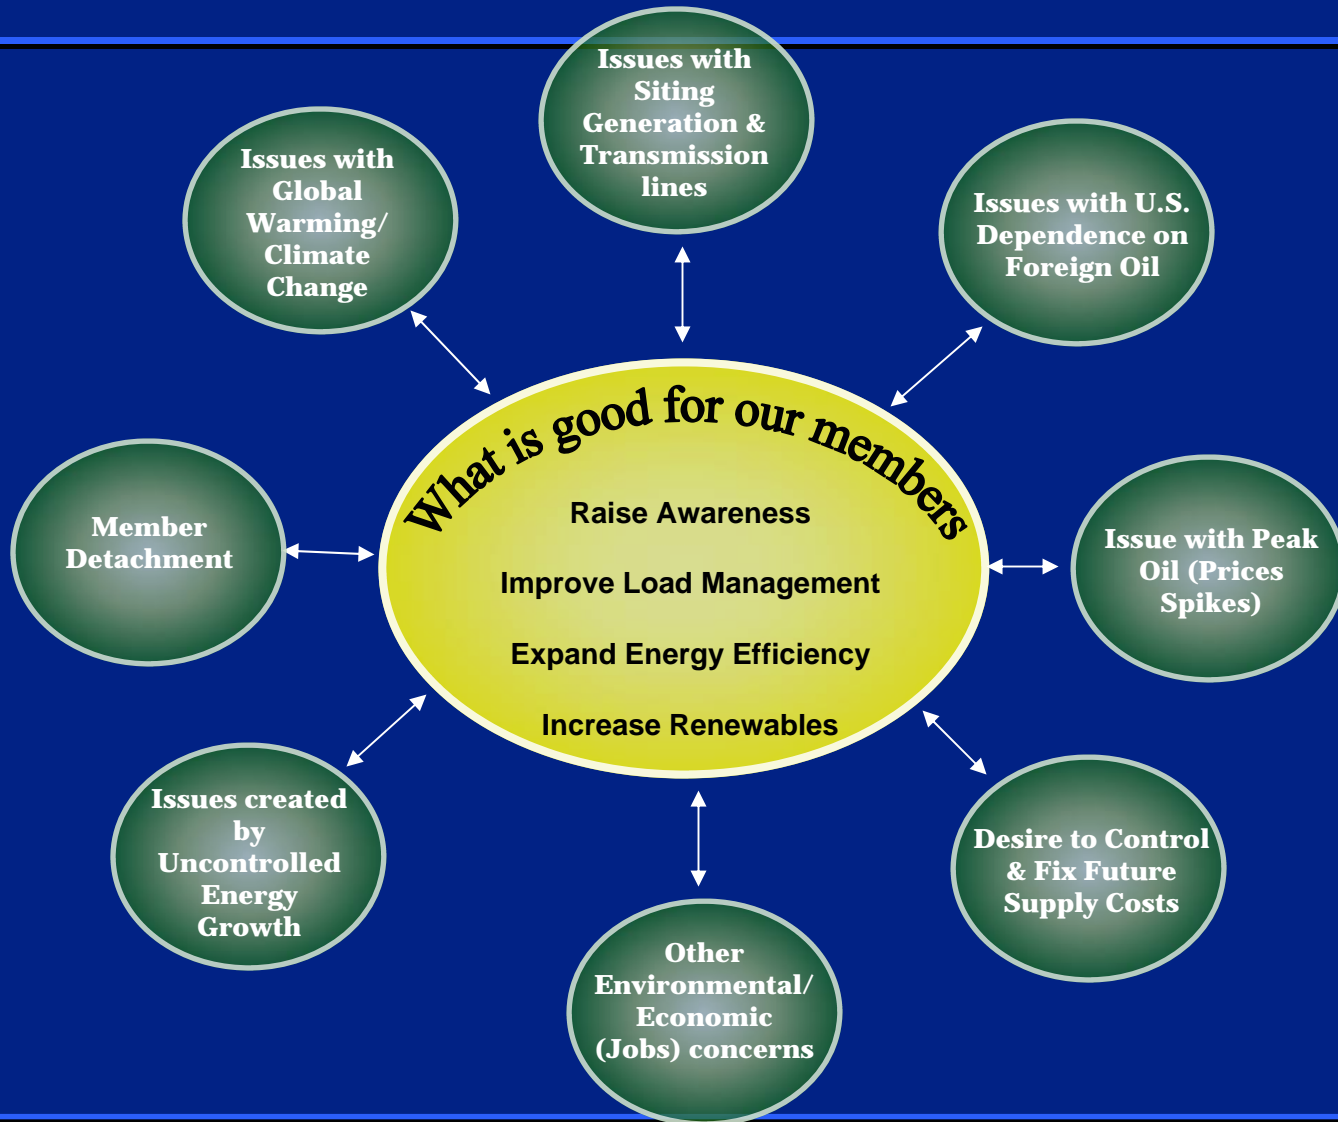 Issues with
Siting
Generation &
Transmission
lines
Issues with
Global
Warming/
Climate
Change
Issues with U.S.
Dependence on
Foreign Oil
What is good for our members
Raise Awareness
Improve Load Management
Expand Energy Efficiency
Increase Renewables
Member
Detachment
Issue with Peak
Oil (Prices
Spikes)
Issues created
by
Uncontrolled
Energy
Growth
Desire to Control
& Fix Future
Supply Costs
Other
Environmental/
Economic
(Jobs) concerns